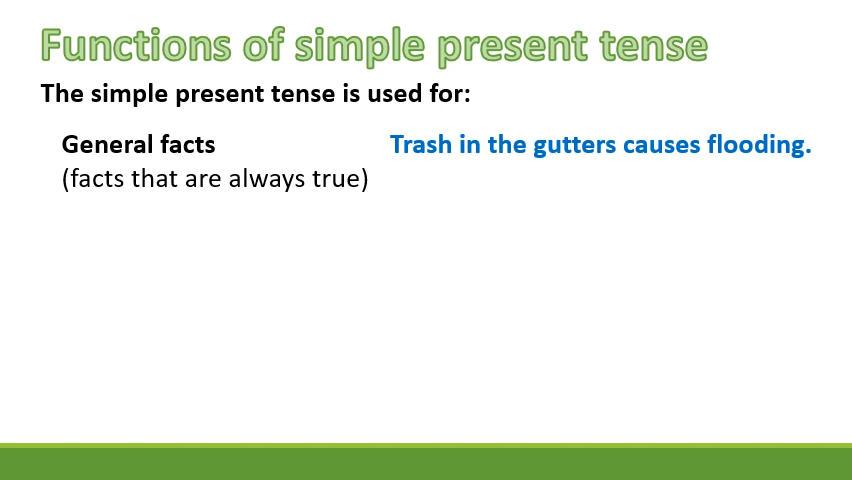 Functions of simple present tense
The simple present tense is used for:
General facts
Trash in the gutters causes flooding.
(facts that are always true)